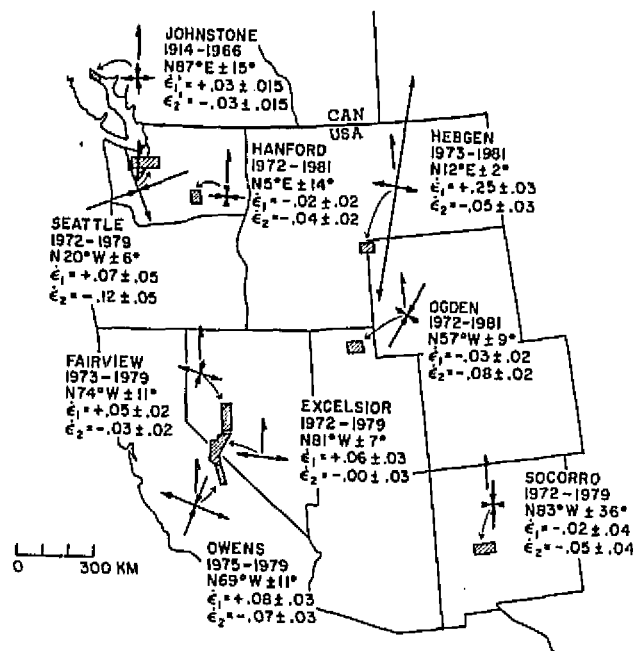 JOHNSTONE
1914-1966
N87°E ± 15°
ε̇₁ = +.03 ± .015
ε̇₂ = -.03 ± .015
CAN
USA
HANFORD
1972-1981
N5°E ± 14°
ε̇₁ = -.02 ± .02
ε̇₂ = -.04 ± .02
HEBGEN
1973-1981
N12°E ± 2°
ε̇₁ = +.25 ± .03
ε̇₂ = -.05 ± .03
SEATTLE
1972-1979
N20°W ± 6°
ε̇₁ = +.07 ± .05
ε̇₂ = -.12 ± .05
OGDEN
1972-1981
N57°W ± 9°
ε̇₁ = -.03 ± .02
ε̇₂ = -.08 ± .02
FAIRVIEW
1973-1979
N74°W ± 11°
ε̇₁ = +.05 ± .02
ε̇₂ = -.03 ± .02
EXCELSIOR
1972-1979
N81°W ± 7°
ε̇₁ = +.06 ± .03
ε̇₂ = -.00 ± .03
SOCORRO
1972-1979
N83°W ± 36°
ε̇₁ = -.02 ± .04
ε̇₂ = -.05 ± .04
OWENS
1975-1979
N69°W ± 11°
ε̇₁ = +.08 ± .03
ε̇₂ = -.07 ± .03
0 300 KM